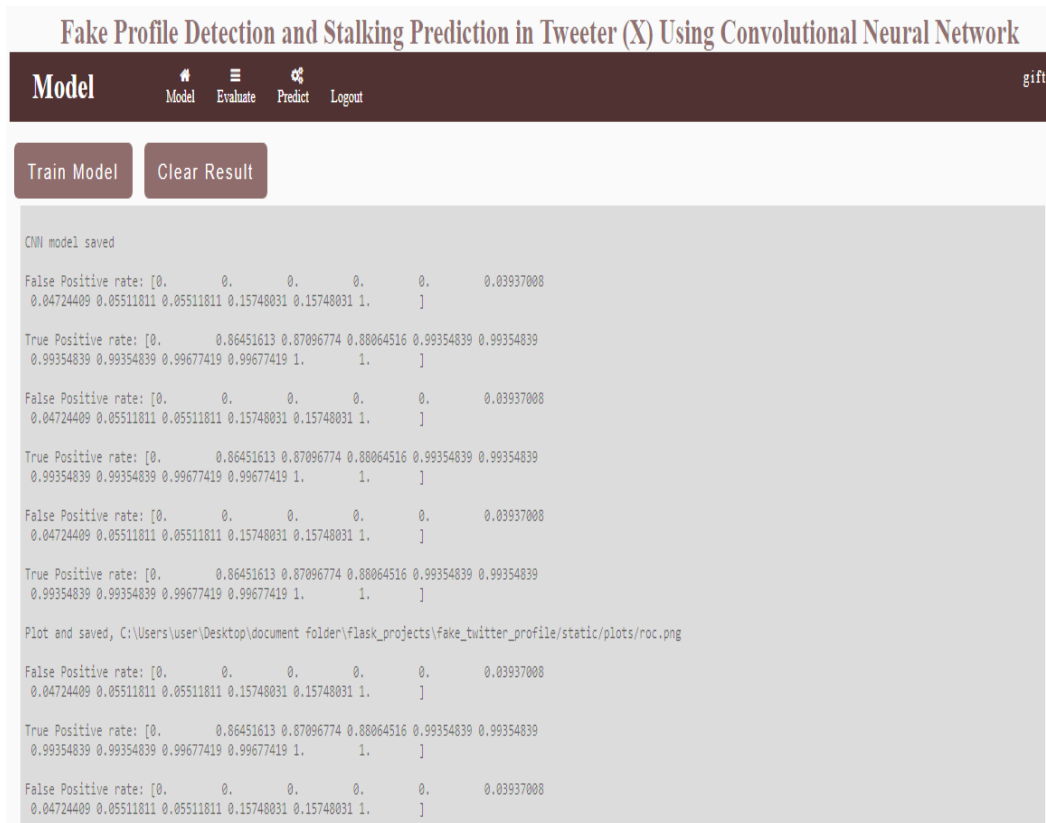 Fake Profile Detection and Stalking Prediction in Tweeter (X) Using Convolutional Neural Network
Model
Model Evaluate Predict Logout
gift
Train Model Clear Result
CNN model saved
False Positive rate: [0. 0. 0. 0. 0. 0.03937008
0.04724409 0.05511811 0.05511811 0.15748031 0.15748031 1. ]
True Positive rate: [0. 0.86451613 0.87096774 0.88064516 0.99354839 0.99354839
0.99354839 0.99354839 0.99677419 0.99677419 1. 1. ]
False Positive rate: [0. 0. 0. 0. 0. 0.03937008
0.04724409 0.05511811 0.05511811 0.15748031 0.15748031 1. ]
True Positive rate: [0. 0.86451613 0.87096774 0.88064516 0.99354839 0.99354839
0.99354839 0.99354839 0.99677419 0.99677419 1. 1. ]
False Positive rate: [0. 0. 0. 0. 0. 0.03937008
0.04724409 0.05511811 0.05511811 0.15748031 0.15748031 1. ]
True Positive rate: [0. 0.86451613 0.87096774 0.88064516 0.99354839 0.99354839
0.99354839 0.99354839 0.99677419 0.99677419 1. 1. ]
Plot and saved, C:\Users\user\Desktop\document folder\flask_projects\fake_twitter_profile/static/plots/roc.png
False Positive rate: [0. 0. 0. 0. 0. 0.03937008
0.04724409 0.05511811 0.05511811 0.15748031 0.15748031 1. ]
True Positive rate: [0. 0.86451613 0.87096774 0.88064516 0.99354839 0.99354839
0.99354839 0.99354839 0.99677419 0.99677419 1. 1. ]
False Positive rate: [0. 0. 0. 0. 0. 0.03937008
0.04724409 0.05511811 0.05511811 0.15748031 0.15748031 1. ]